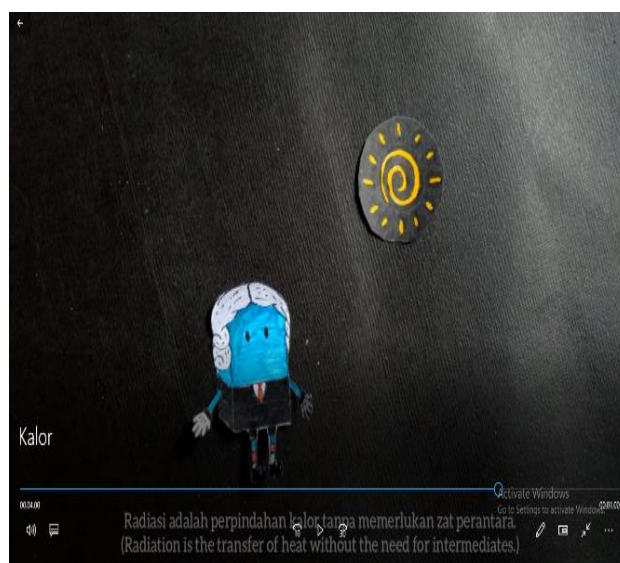 Kalor
Activate Windows
Go to Settings to activate Windows.
00:04:00
Radiasi adalah perpindahan kalor tanpa memerlukan zat perantara.
(Radiation is the transfer of heat without the need for intermediates.)